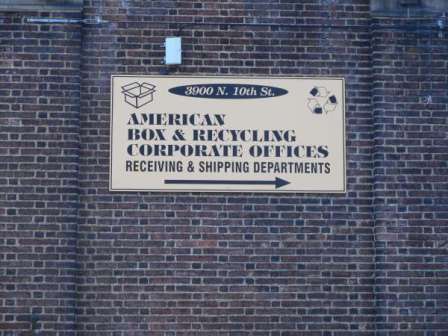 3900 N. 10th St.
AMERICAN
BOX & RECYCLING
CORPORATE OFFICES
RECEIVING & SHIPPING DEPARTMENTS